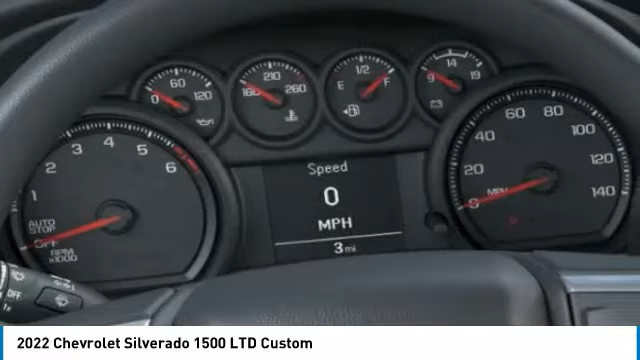 0 60 120
160 210 260
E 1/2 F
9 14 19
1 2 3 4 5 6
AUTO
STOP
OFF
RPM
x1000
Speed
0
MPH
3 mi
0 20 40 60 80 100 120 140
MPH
OFF
1x
2022 Chevrolet Silverado 1500 LTD Custom